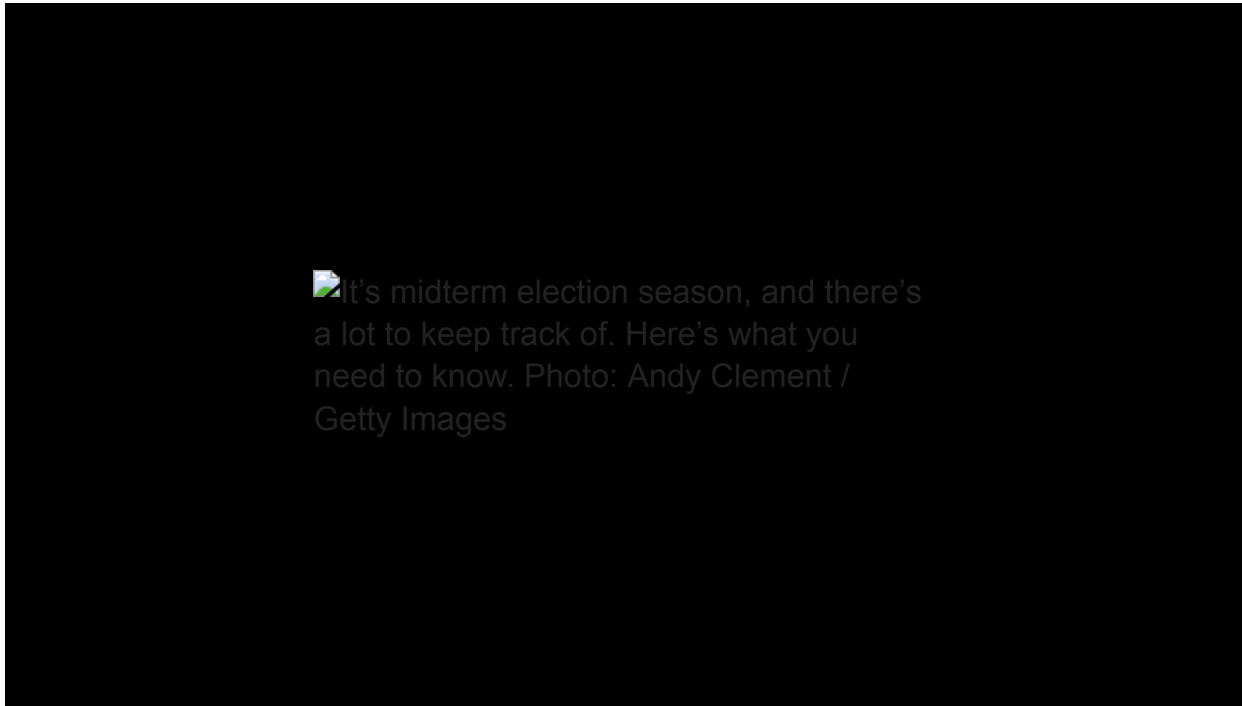 It’s midterm election season, and there’s
a lot to keep track of. Here’s what you
need to know. Photo: Andy Clement /
Getty Images